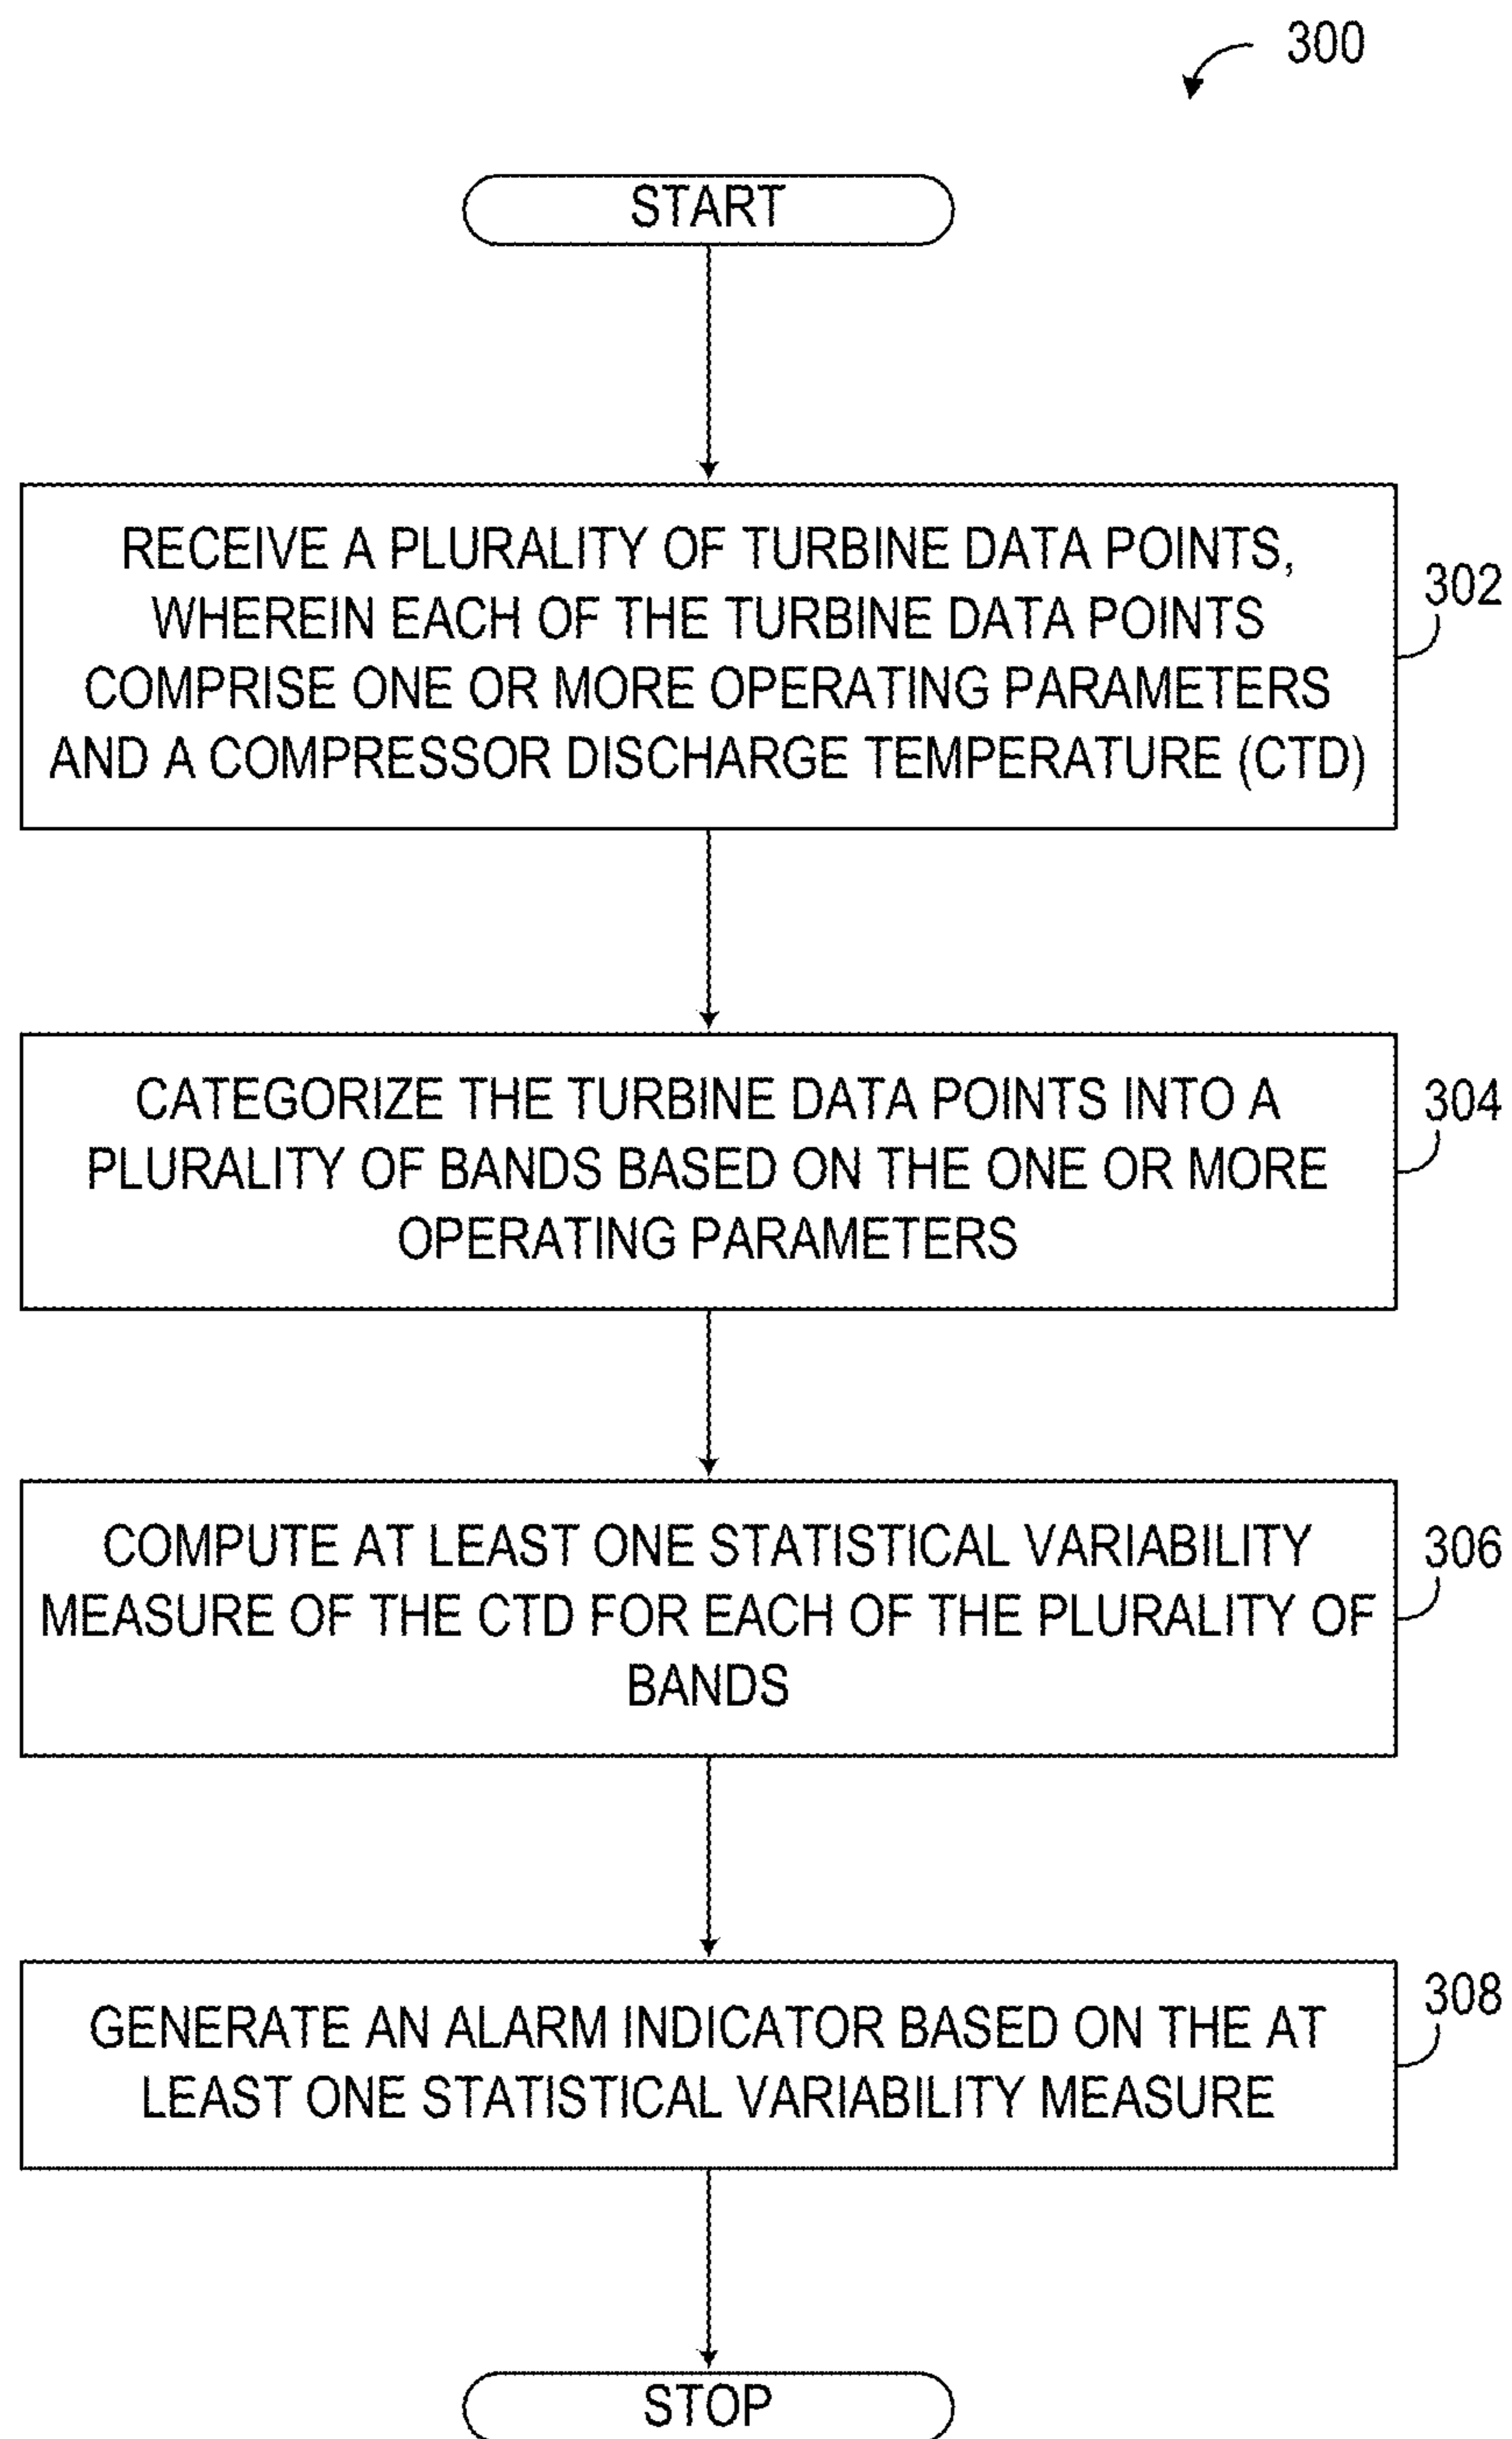 300
START
RECEIVE A PLURALITY OF TURBINE DATA POINTS,
WHEREIN EACH OF THE TURBINE DATA POINTS
COMPRISE ONE OR MORE OPERATING PARAMETERS
AND A COMPRESSOR DISCHARGE TEMPERATURE (CTD)
302
CATEGORIZE THE TURBINE DATA POINTS INTO A
PLURALITY OF BANDS BASED ON THE ONE OR MORE
OPERATING PARAMETERS
304
COMPUTE AT LEAST ONE STATISTICAL VARIABILITY
MEASURE OF THE CTD FOR EACH OF THE PLURALITY OF
BANDS
306
GENERATE AN ALARM INDICATOR BASED ON THE AT
LEAST ONE STATISTICAL VARIABILITY MEASURE
308
STOP